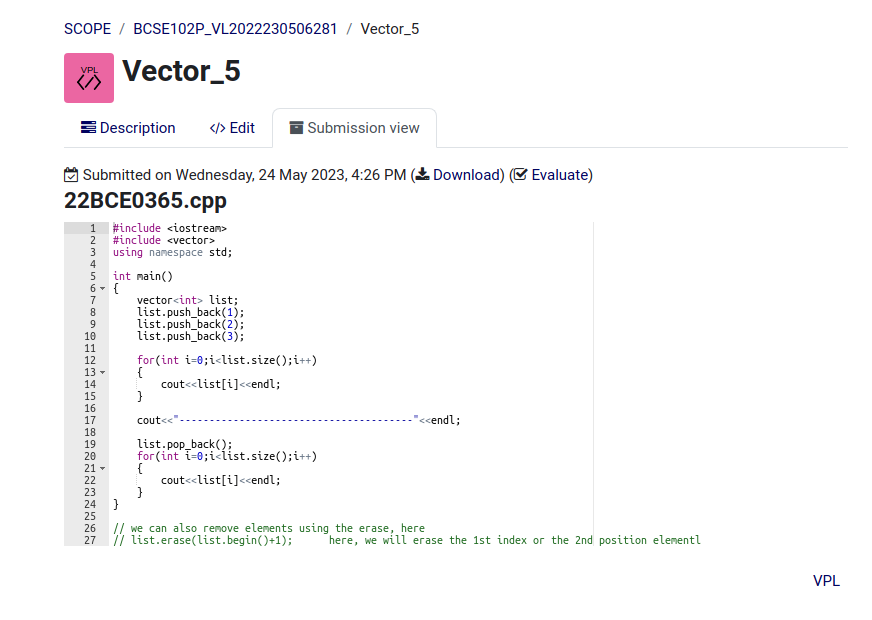 SCOPE / BCSE102P_VL2022230506281 / Vector_5
VPL
Vector_5
Description
</> Edit
Submission view
Submitted on Wednesday, 24 May 2023, 4:26 PM (Download) (Evaluate)
22BCE0365.cpp
1 #include <iostream>
2 #include <vector>
3 using namespace std;
4
5 int main()
6 {
7     vector<int> list;
8     list.push_back(1);
9     list.push_back(2);
10     list.push_back(3);
11
12     for(int i=0;i<list.size();i++)
13     {
14         cout<<list[i]<<endl;
15     }
16
17     cout<<"---------------------------------------"<<endl;
18
19     list.pop_back();
20     for(int i=0;i<list.size();i++)
21     {
22         cout<<list[i]<<endl;
23     }
24 }
25
26 // we can also remove elements using the erase, here
27 // list.erase(list.begin()+1);      here, we will erase the 1st index or the 2nd position elementl
VPL